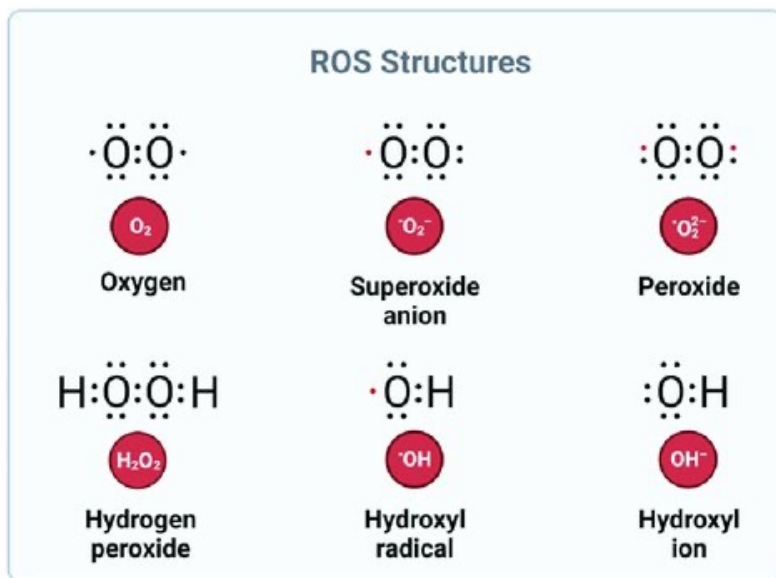 ROS Structures
·Ö:Ö· ·Ö:Ö: :Ö:Ö:
O₂ ·O₂⁻ ·O₂²⁻
Oxygen Superoxide anion Peroxide
H:Ö:Ö:H ·Ö:H :Ö:H
H₂O₂ ·OH OH⁻
Hydrogen peroxide Hydroxyl radical Hydroxyl ion